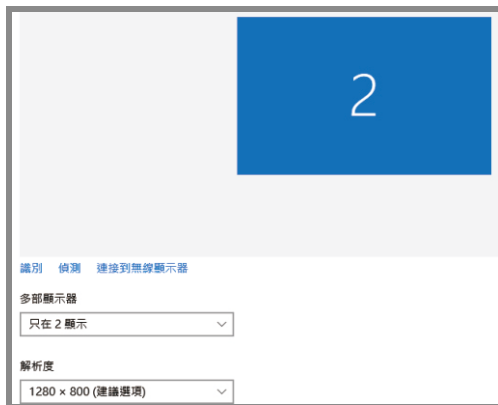 2
識別 偵測 連接到無線顯示器
多部顯示器
只在 2 顯示
解析度
1280 × 800 (建議選項)